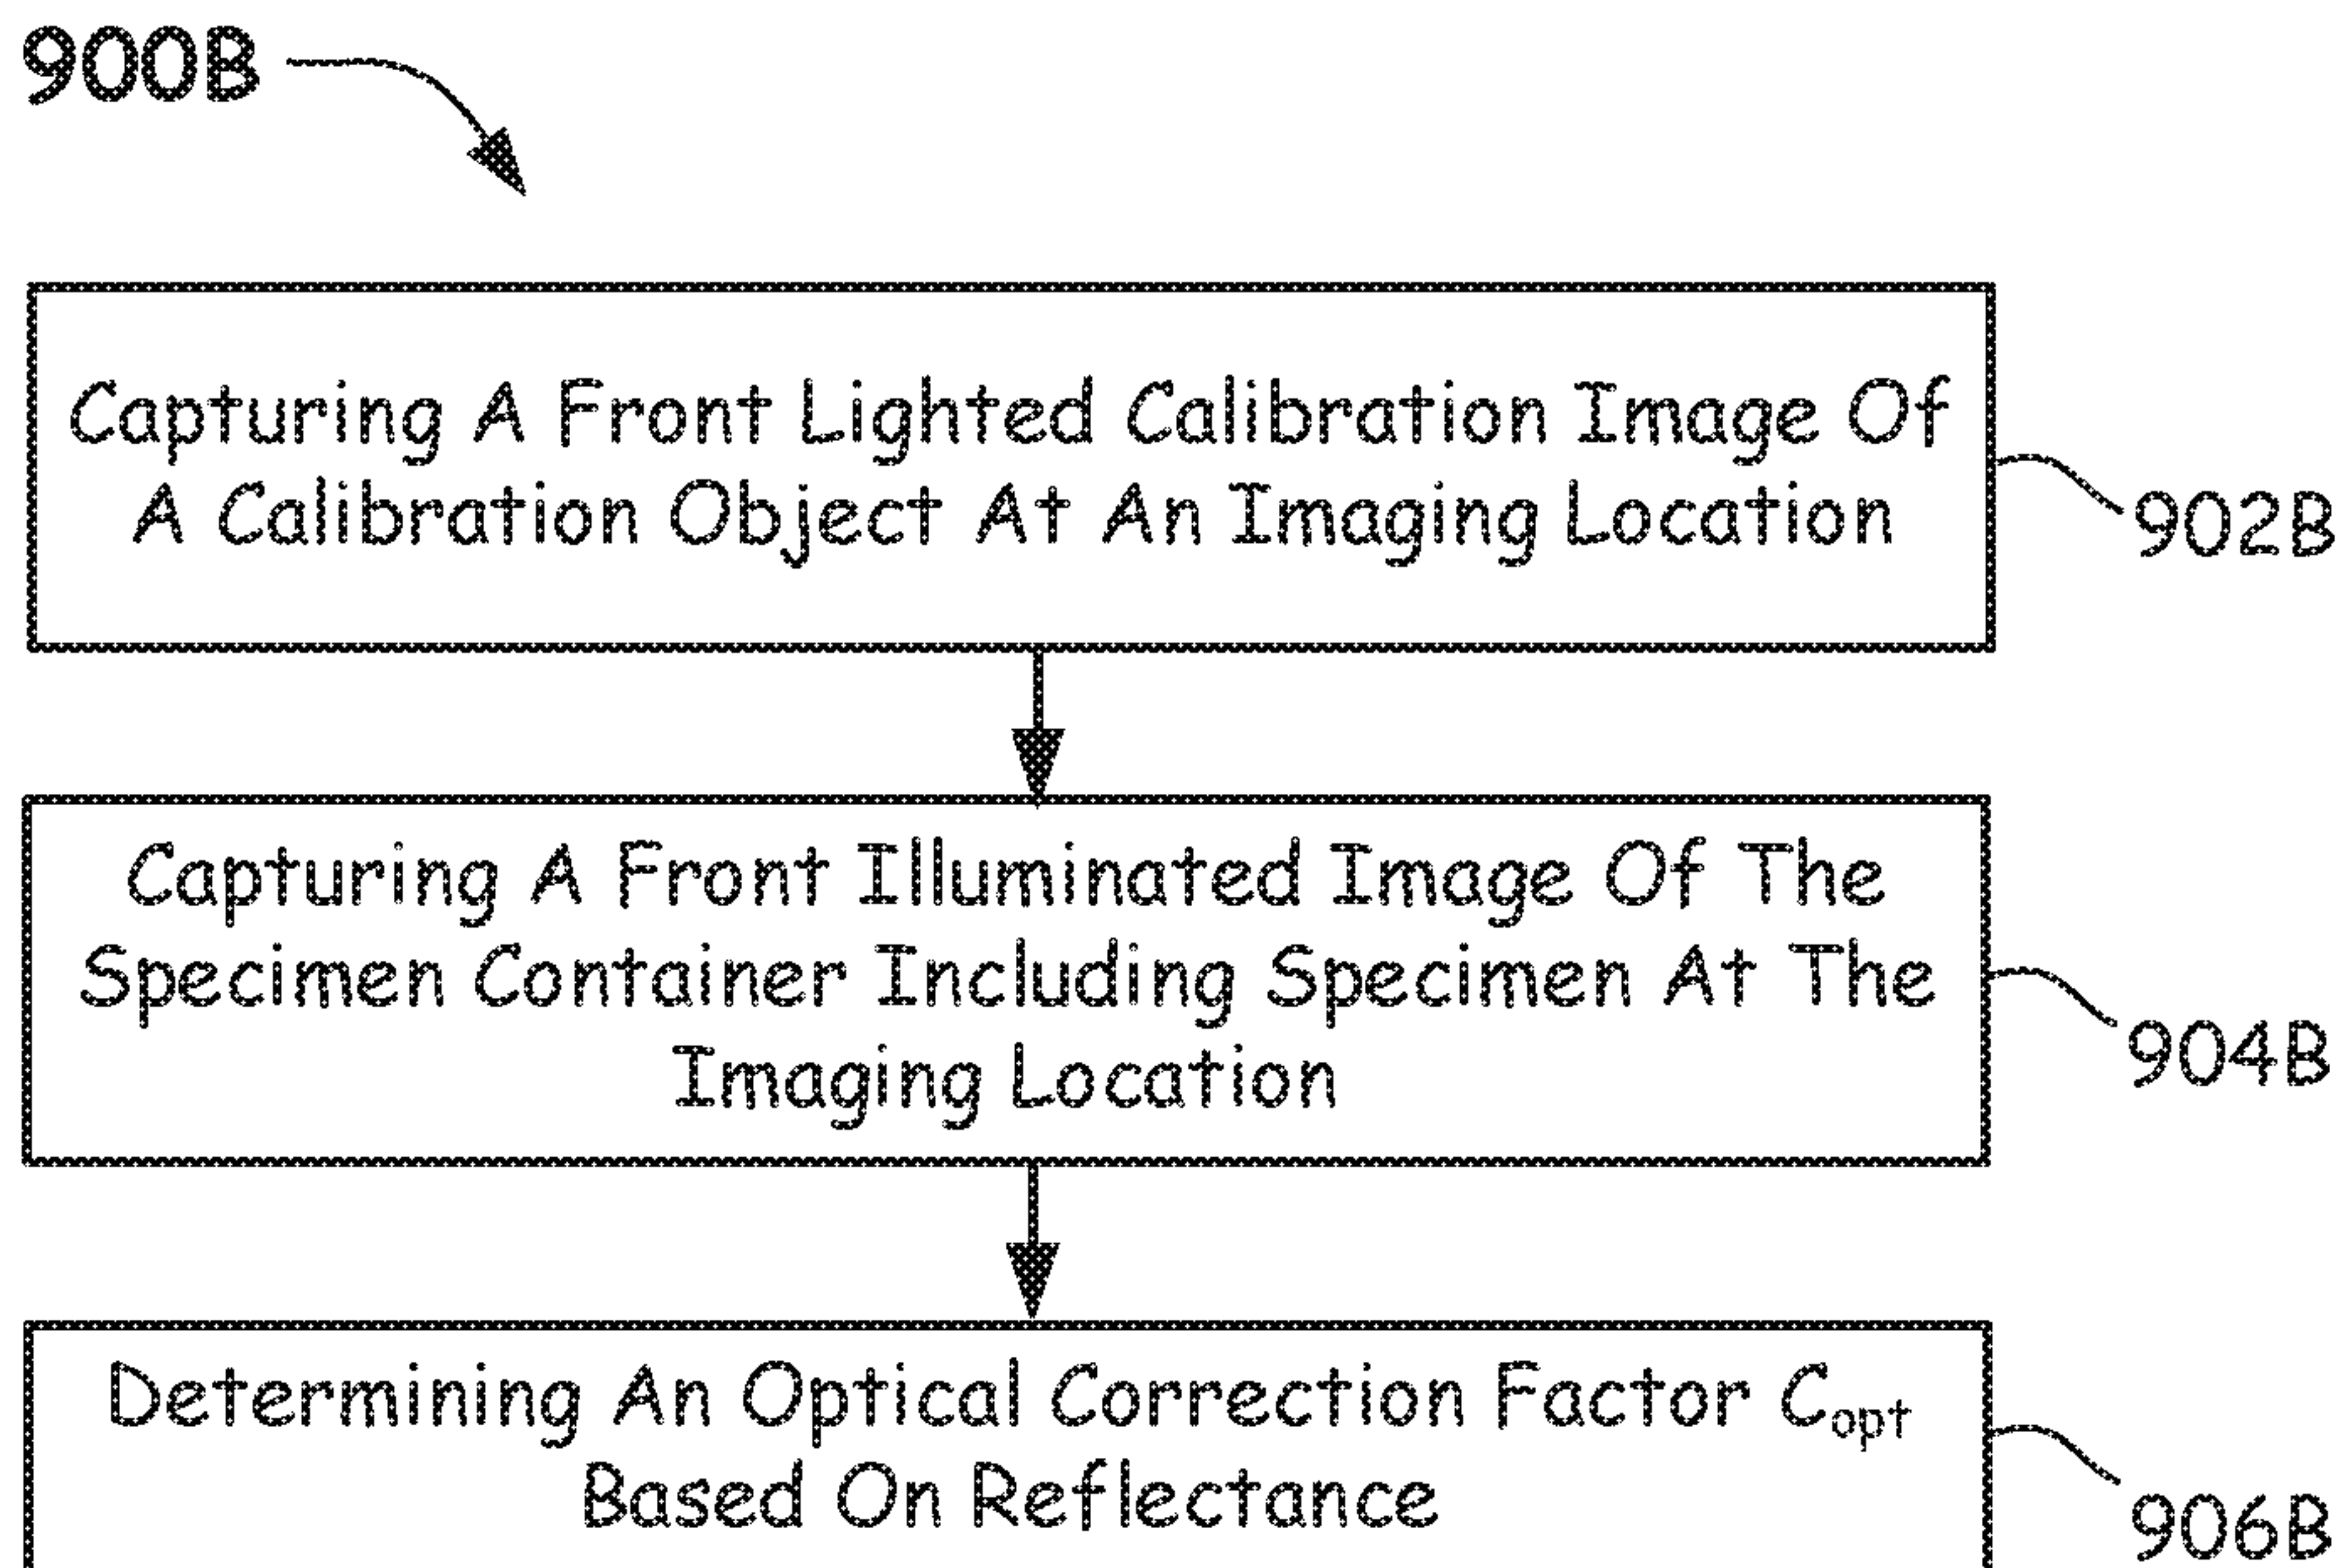 900B
Capturing A Front Lighted Calibration Image Of
A Calibration Object At An Imaging Location
902B
Capturing A Front Illuminated Image Of The
Specimen Container Including Specimen At The
Imaging Location
904B
Determining An Optical Correction Factor Copt
Based On Reflectance
906B